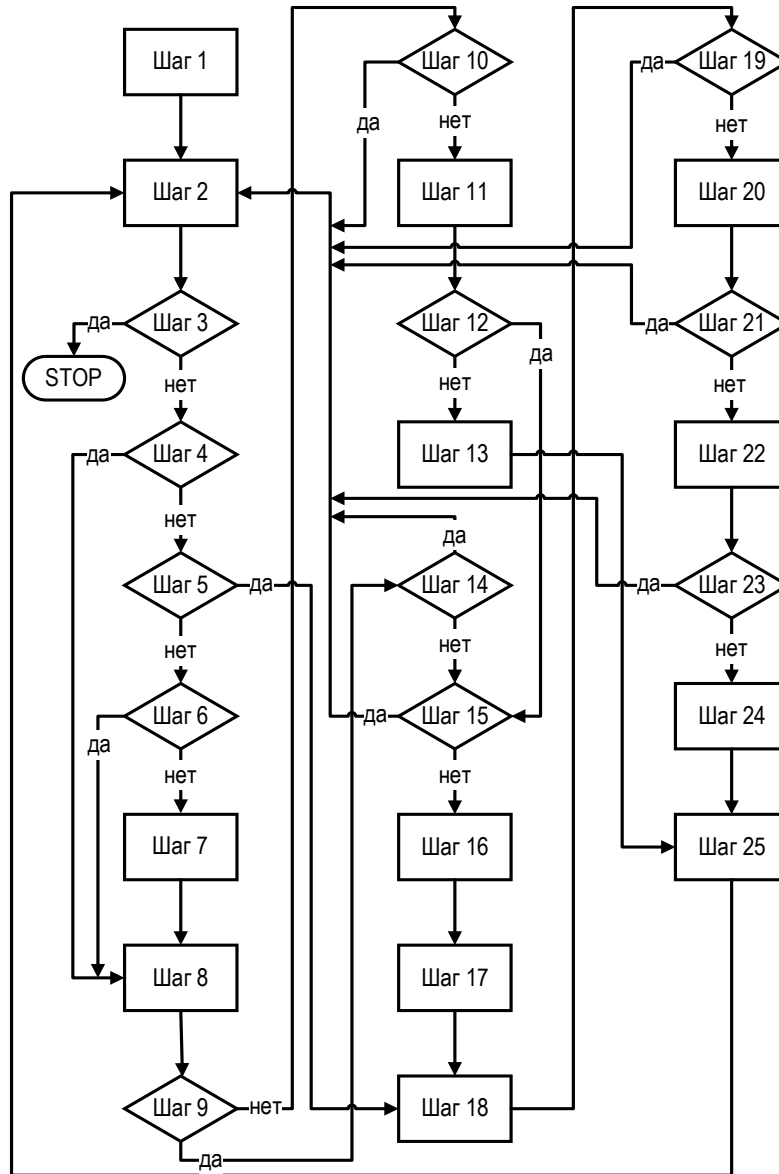 Шаг 1
Шаг 2
Шаг 3
да
STOP
нет
Шаг 4
да
нет
Шаг 5
да
нет
Шаг 6
да
нет
Шаг 7
Шаг 8
Шаг 9
нет
да
Шаг 10
да
нет
Шаг 11
Шаг 12
да
нет
Шаг 13
да
Шаг 14
нет
Шаг 15
да
нет
Шаг 16
Шаг 17
Шаг 18
Шаг 19
да
нет
Шаг 20
Шаг 21
да
нет
Шаг 22
Шаг 23
да
нет
Шаг 24
Шаг 25